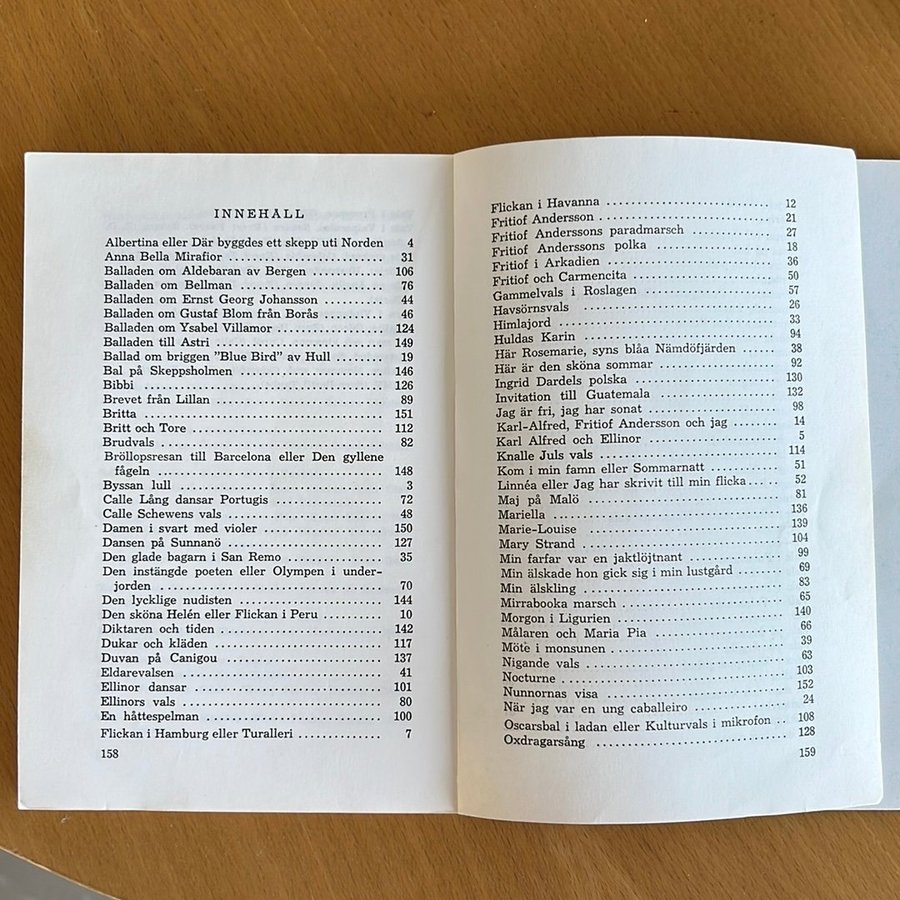 INNEHALL
Albertina eller Där byggdes ett skepp uti Norden 4
Anna Bella Mirafior ........ 31
Balladen om Aldebaran av Bergen ........ 106
Balladen om Bellman ........ 76
Balladen om Ernst Georg Johansson ........ 44
Balladen om Gustaf Blom från Borås ........ 46
Balladen om Ysabel Villamor ........ 124
Balladen till Astri ........ 149
Ballad om briggen ”Blue Bird” av Hull ........ 19
Bal på Skeppsholmen ........ 146
Bibbi ........ 126
Brevet från Lillan ........ 89
Britta ........ 151
Britt och Tore ........ 112
Brudvals ........ 82
Bröllopsresan till Barcelona eller Den gyllene
fågeln ........ 148
Byssan lull ........ 3
Calle Lång dansar Portugis ........ 72
Calle Schewens vals ........ 48
Damen i svart med violer ........ 150
Dansen på Sunnanö ........ 127
Den glade bagarn i San Remo ........ 35
Den instängde poeten eller Olympen i under-
jorden ........ 70
Den lycklige nudisten ........ 144
Den sköna Helén eller Flickan i Peru ........ 10
Diktaren och tiden ........ 142
Dukar och kläden ........ 117
Duvan på Canigou ........ 137
Eldarevalsen ........ 41
Ellinor dansar ........ 101
Ellinors vals ........ 80
En håttespelman ........ 100
Flickan i Hamburg eller Turalleri ........ 7
158
Flickan i Havanna ........ 12
Fritiof Andersson ........ 21
Fritiof Anderssons paradmarsch ........ 27
Fritiof Anderssons polka ........ 18
Fritiof i Arkadien ........ 36
Fritiof och Carmencita ........ 50
Gammelvals i Roslagen ........ 57
Havsörnsvals ........ 26
Himlajord ........ 33
Huldas Karin ........ 94
Här Rosemarie, syns blåa Nämdöfjärden ........ 38
Här är den sköna sommar ........ 92
Ingrid Dardels polska ........ 130
Invitation till Guatemala ........ 132
Jag är fri, jag har sonat ........ 98
Karl-Alfred, Fritiof Andersson och jag ........ 14
Karl Alfred och Ellinor ........ 5
Knalle Juls vals ........ 114
Kom i min famn eller Sommarnatt ........ 51
Linnéa eller Jag har skrivit till min flicka ..... 52
Maj på Malö ........ 81
Mariella ........ 136
Marie-Louise ........ 139
Mary Strand ........ 104
Min farfar var en jaktlöjtnant ........ 99
Min älskade hon gick sig i min lustgård ........ 69
Min älskling ........ 83
Mirrabooka marsch ........ 65
Morgon i Ligurien ........ 140
Målaren och Maria Pia ........ 66
Möte i monsunen ........ 39
Nigande vals ........ 63
Nocturne ........ 103
Nunnornas visa ........ 152
När jag var en ung caballeiro ........ 24
Oscarsbal i ladan eller Kulturvals i mikrofon .. 108
Oxdragarsång ........ 128
159